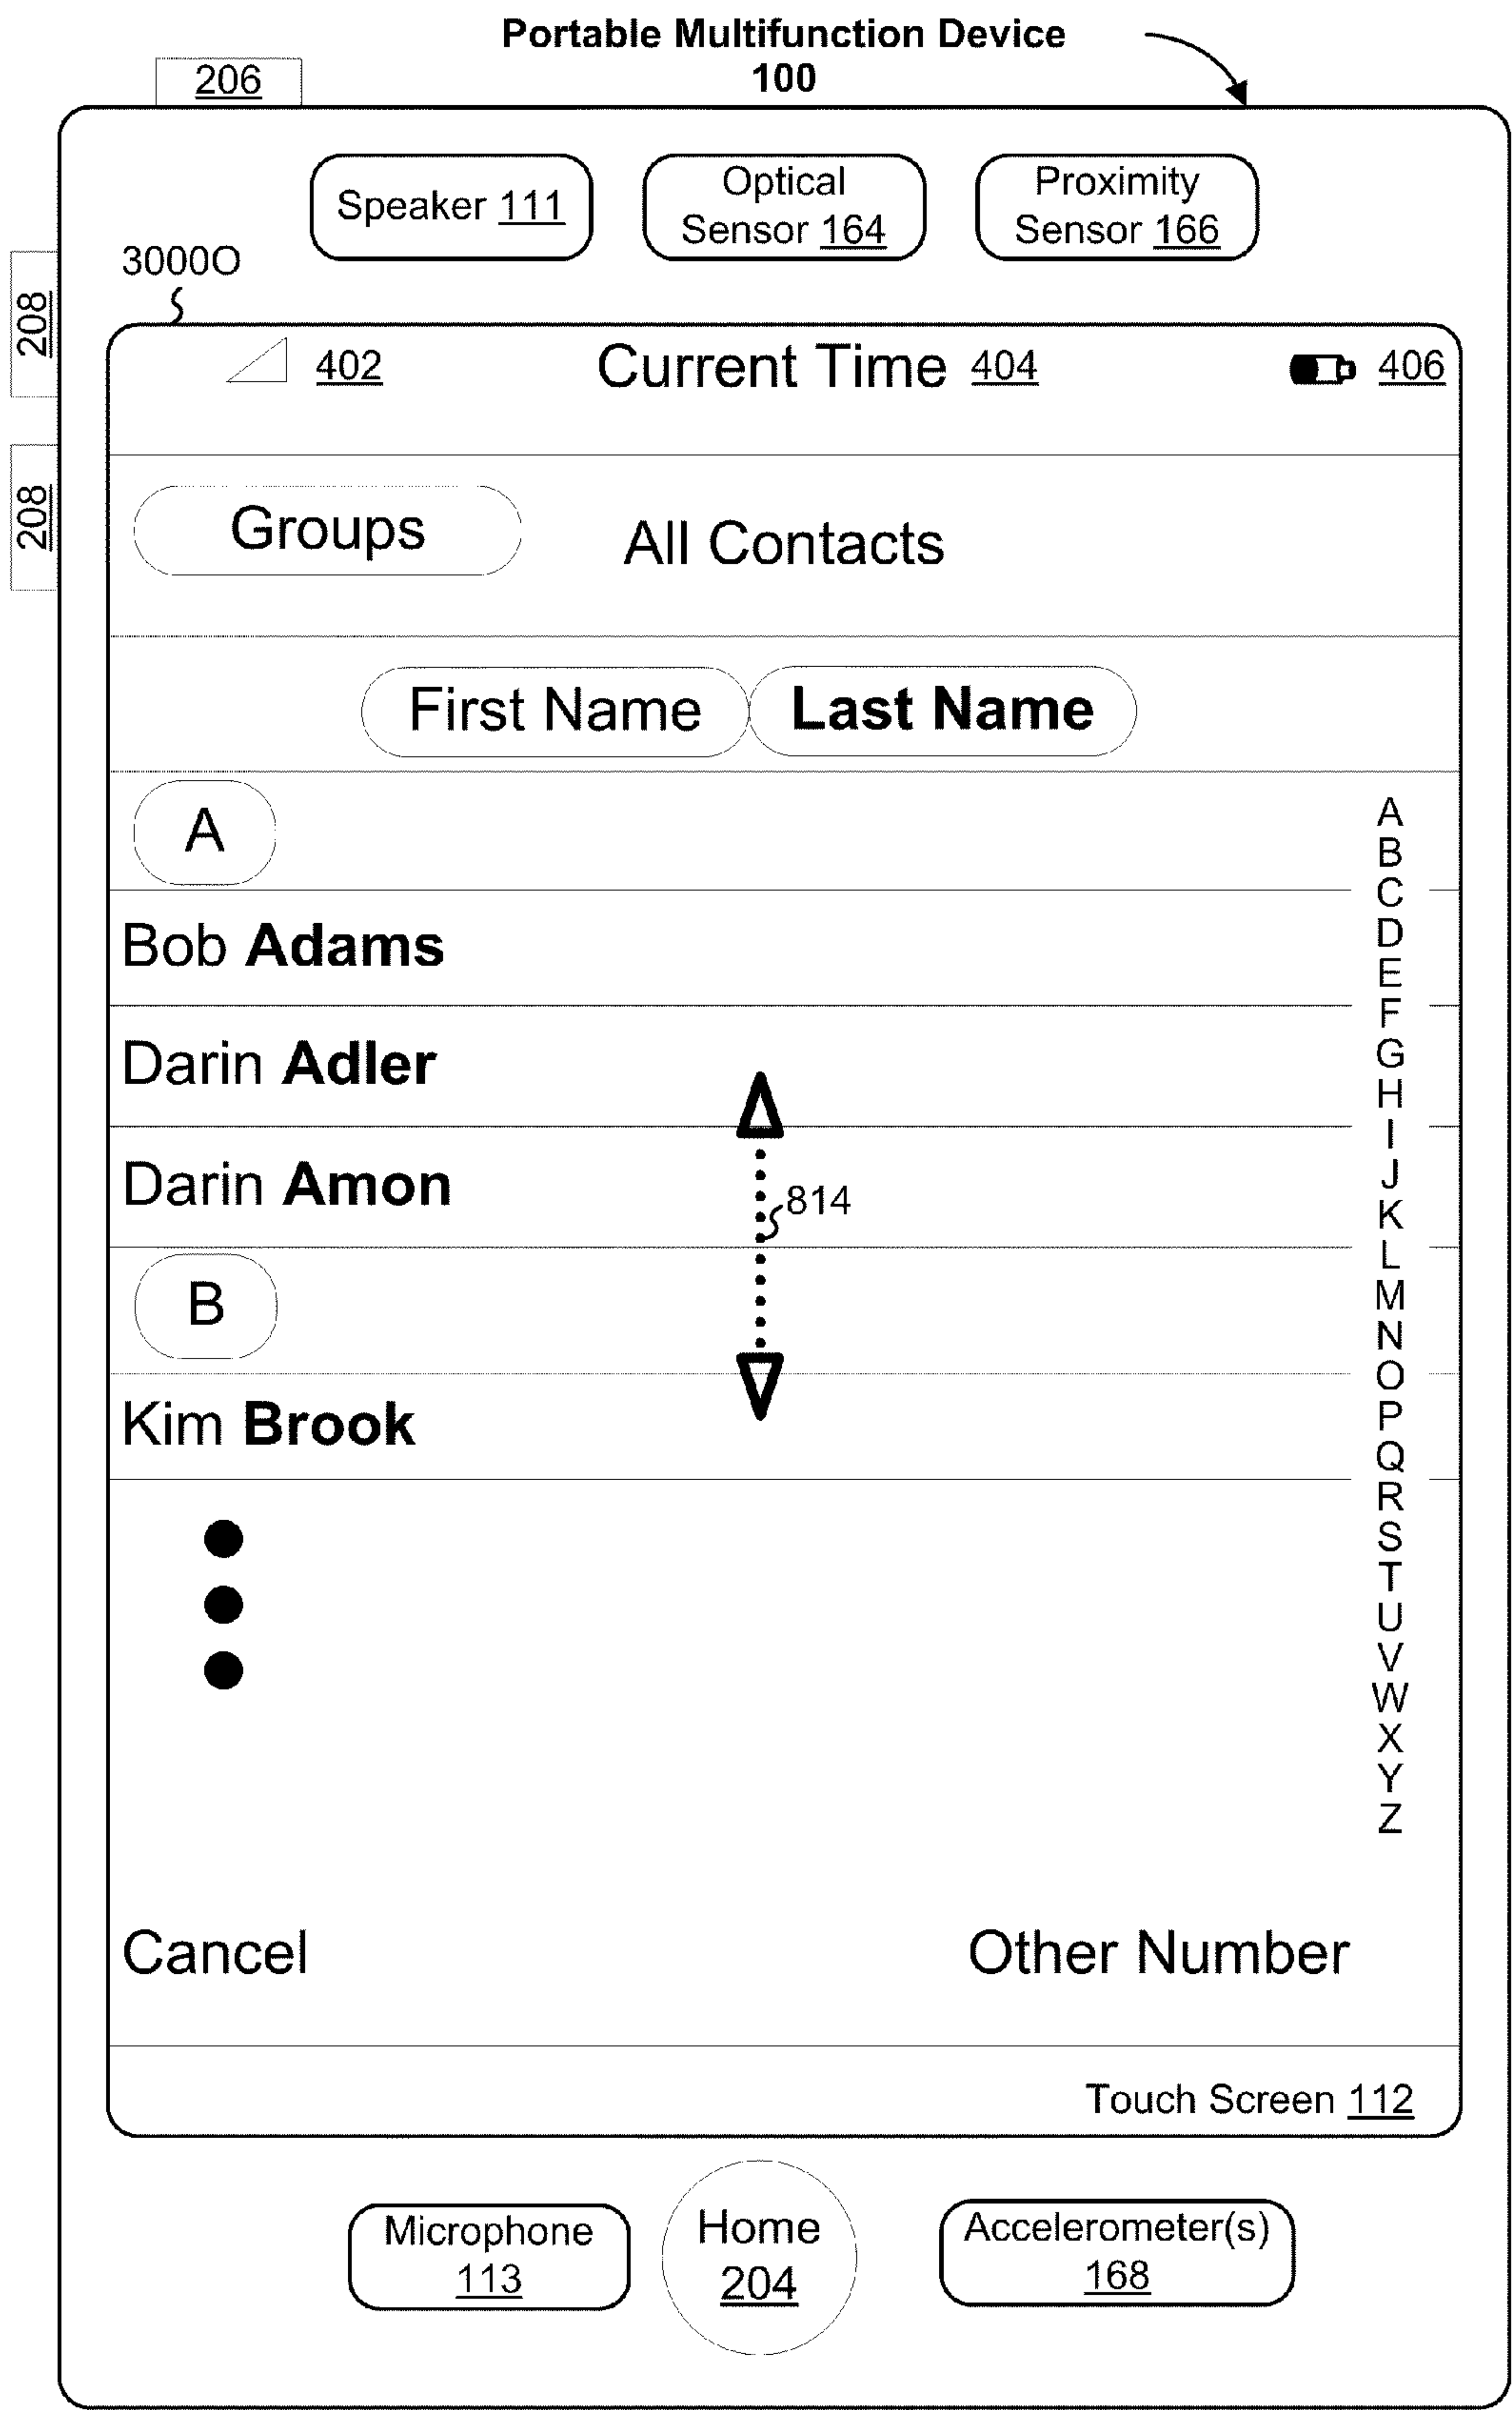 Portable Multifunction Device
100
206
Speaker 111
Optical
Sensor 164
Proximity
Sensor 166
3000O
208
208
402
Current Time 404
406
Groups
All Contacts
First Name
Last Name
A
Bob Adams
Darin Adler
Darin Amon
814
B
Kim Brook
A
B
C
D
E
F
G
H
I
J
K
L
M
N
O
P
Q
R
S
T
U
V
W
X
Y
Z
Cancel
Other Number
Touch Screen 112
Microphone
113
Home
204
Accelerometer(s)
168